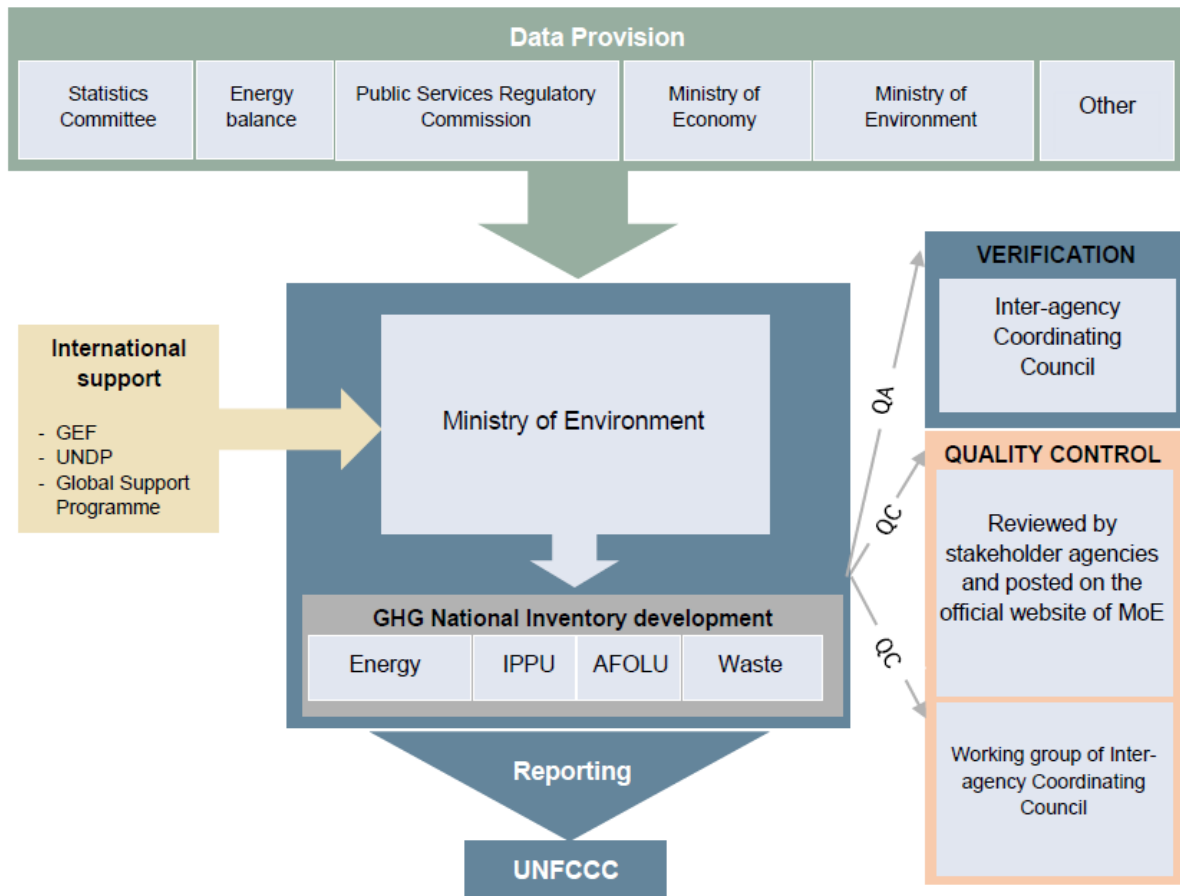 Data Provision
Statistics
Committee
Energy
balance
Public Services Regulatory
Commission
Ministry of
Economy
Ministry of
Environment
Other
International
support
- GEF
- UNDP
- Global Support
Programme
Ministry of Environment
GHG National Inventory development
Energy
IPPU
AFOLU
Waste
Reporting
UNFCCC
QA
QC
QC
VERIFICATION
Inter-agency
Coordinating
Council
QUALITY CONTROL
Reviewed by
stakeholder agencies
and posted on the
official website of MoE
Working group of Inter-
agency Coordinating
Council